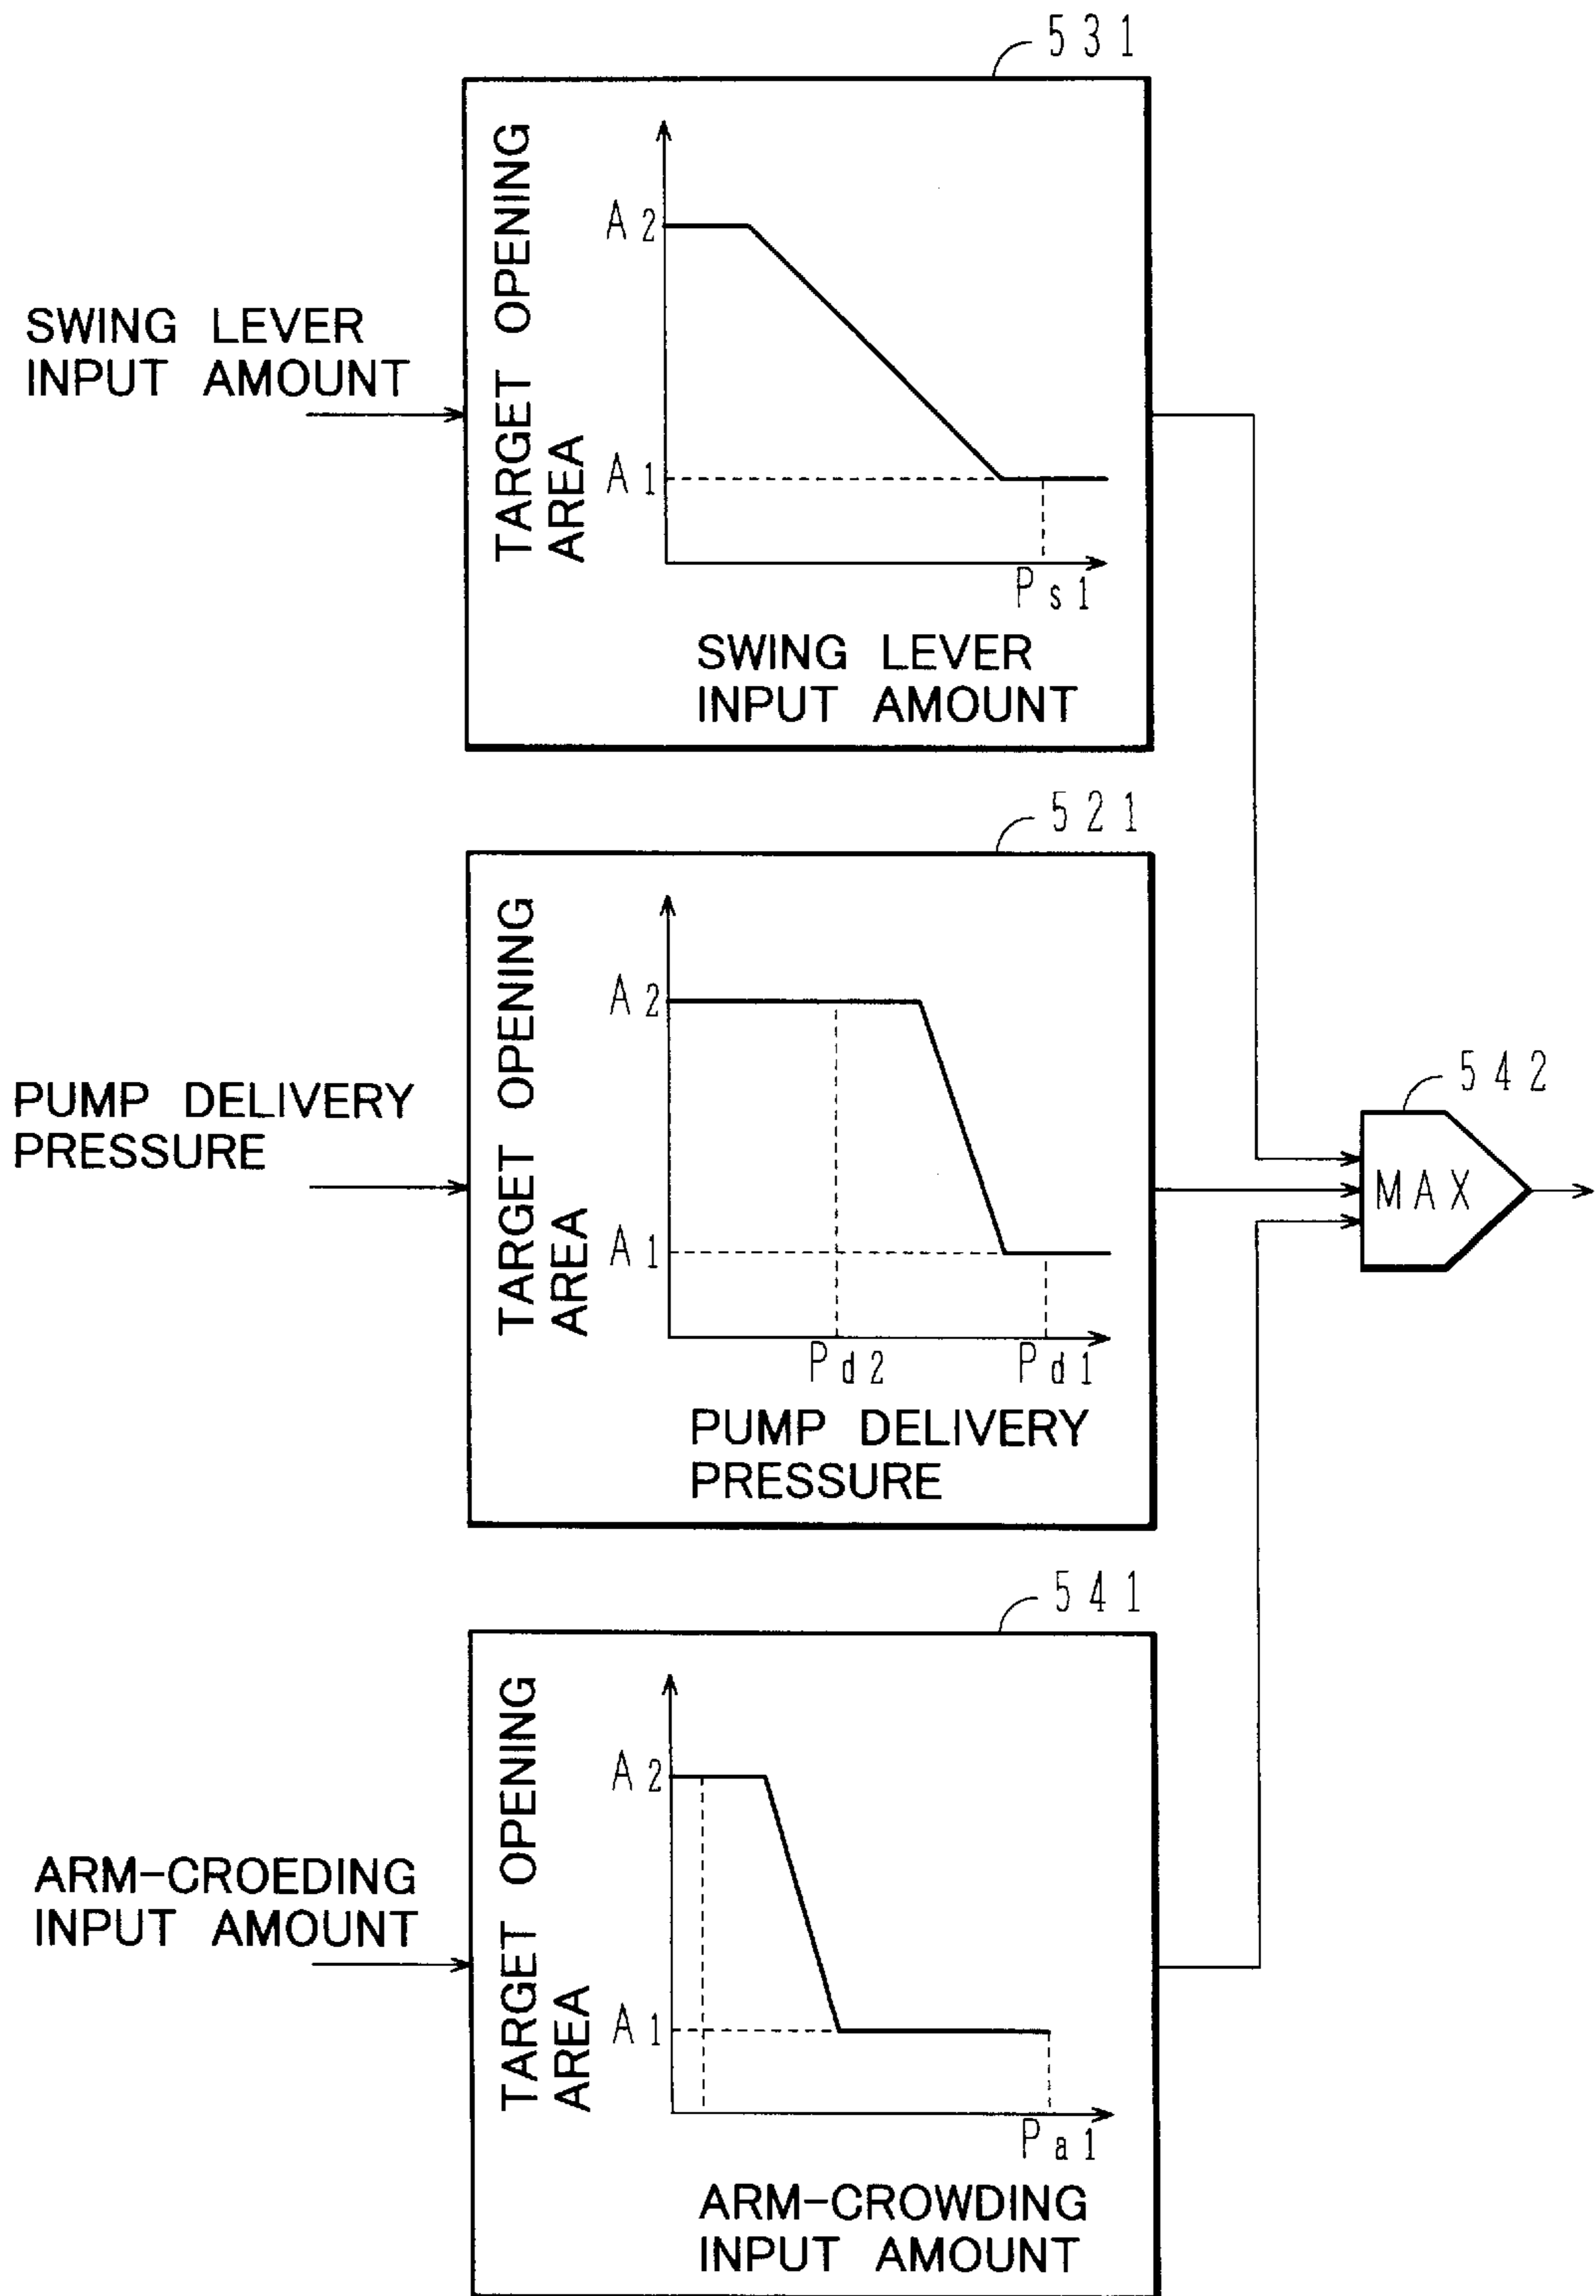 531
TARGET OPENING
AREA
A2
A1
Ps1
SWING LEVER
INPUT AMOUNT
SWING LEVER
INPUT AMOUNT
521
TARGET OPENING
AREA
A2
A1
Pd2
Pd1
PUMP DELIVERY
PRESSURE
PUMP DELIVERY
PRESSURE
542
MAX
541
TARGET OPENING
AREA
A2
A1
Pa1
ARM-CROEDING
INPUT AMOUNT
ARM-CROWDING
INPUT AMOUNT